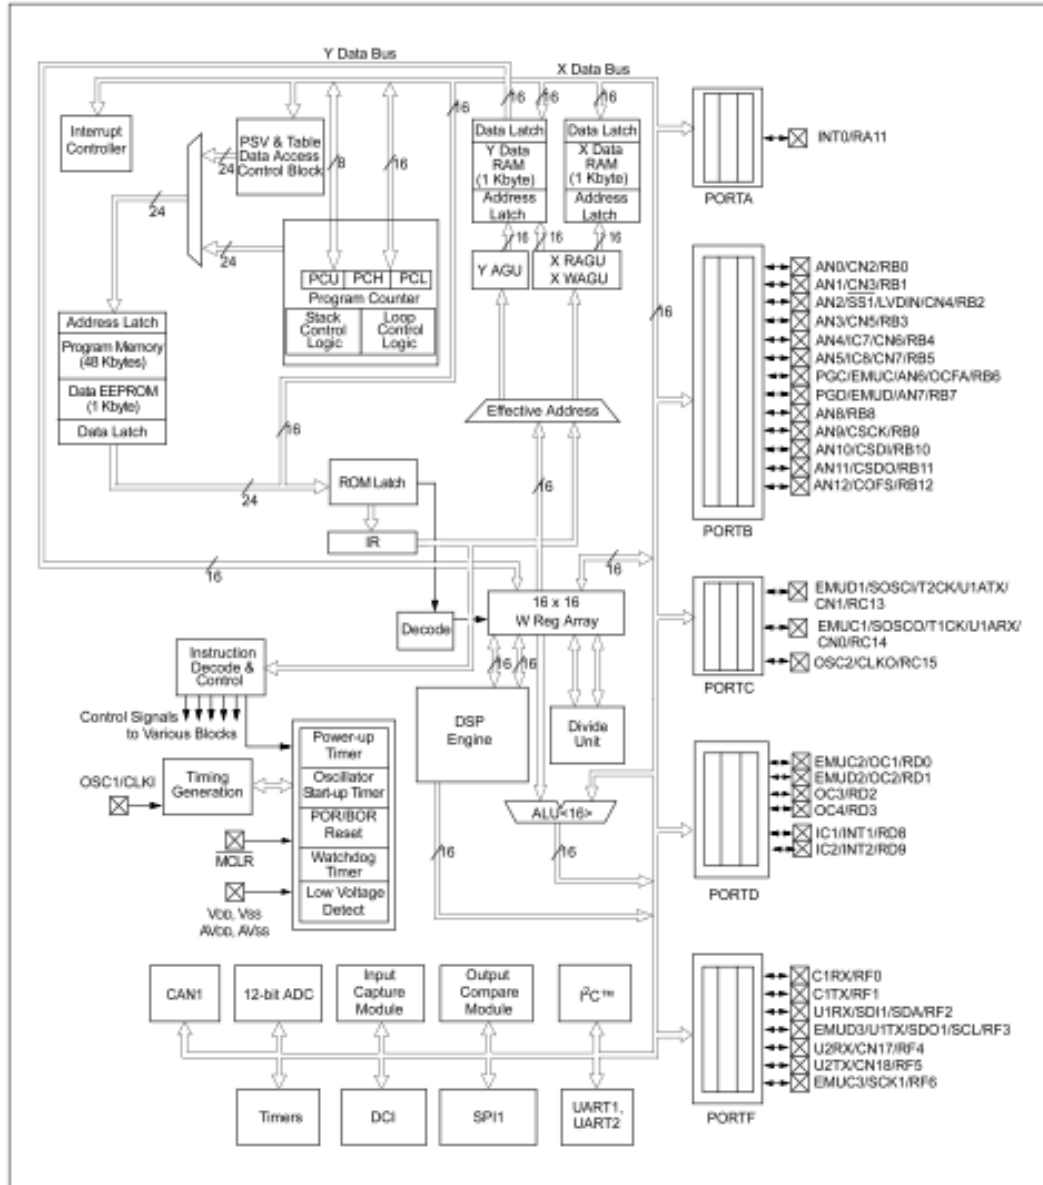 Y Data Bus
X Data Bus
16
16
16
16
16
Interrupt
Controller
PSV & Table
Data Access
Control Block
8
16
24
24
24
Data Latch
Y Data
RAM
(1 Kbyte)
Address
Latch
Data Latch
X Data
RAM
(1 Kbyte)
Address
Latch
16
16
16
Y AGU
X RAGU
X WAGU
PCU
PCH
PCL
Program Counter
Stack
Control
Logic
Loop
Control
Logic
Address Latch
Program Memory
(48 Kbytes)
Data EEPROM
(1 Kbyte)
Data Latch
16
Effective Address
16
24
ROM Latch
16
IR
16
16
16 x 16
W Reg Array
Decode
Instruction
Decode &
Control
Control Signals
to Various Blocks
16
16
DSP
Engine
Divide
Unit
OSC1/CLKI
Timing
Generation
Power-up
Timer
Oscillator
Start-up Timer
POR/BOR
Reset
Watchdog
Timer
Low Voltage
Detect
MCLR
VDD, VSS
AVDD, AVSS
ALU<16>
16
16
CAN1
12-bit ADC
Input
Capture
Module
Output
Compare
Module
I²C™
Timers
DCI
SPI1
UART1,
UART2
INT0/RA11
PORTA
AN0/CN2/RB0
AN1/CN3/RB1
AN2/SS1/LVDIN/CN4/RB2
AN3/CN5/RB3
AN4/IC7/CN6/RB4
AN5/IC8/CN7/RB5
PGC/EMUC/AN6/OCFA/RB6
PGD/EMUD/AN7/RB7
AN8/RB8
AN9/CSCK/RB9
AN10/CSDI/RB10
AN11/CSDO/RB11
AN12/COFS/RB12
PORTB
EMUD1/SOSCI/T2CK/U1ATX/
CN1/RC13
EMUC1/SOSCO/T1CK/U1ARX/
CN0/RC14
OSC2/CLKO/RC15
PORTC
EMUC2/OC1/RD0
EMUD2/OC2/RD1
OC3/RD2
OC4/RD3
IC1/INT1/RD8
IC2/INT2/RD9
PORTD
C1RX/RF0
C1TX/RF1
U1RX/SDI1/SDA/RF2
EMUD3/U1TX/SDO1/SCL/RF3
U2RX/CN17/RF4
U2TX/CN18/RF5
EMUC3/SCK1/RF6
PORTF